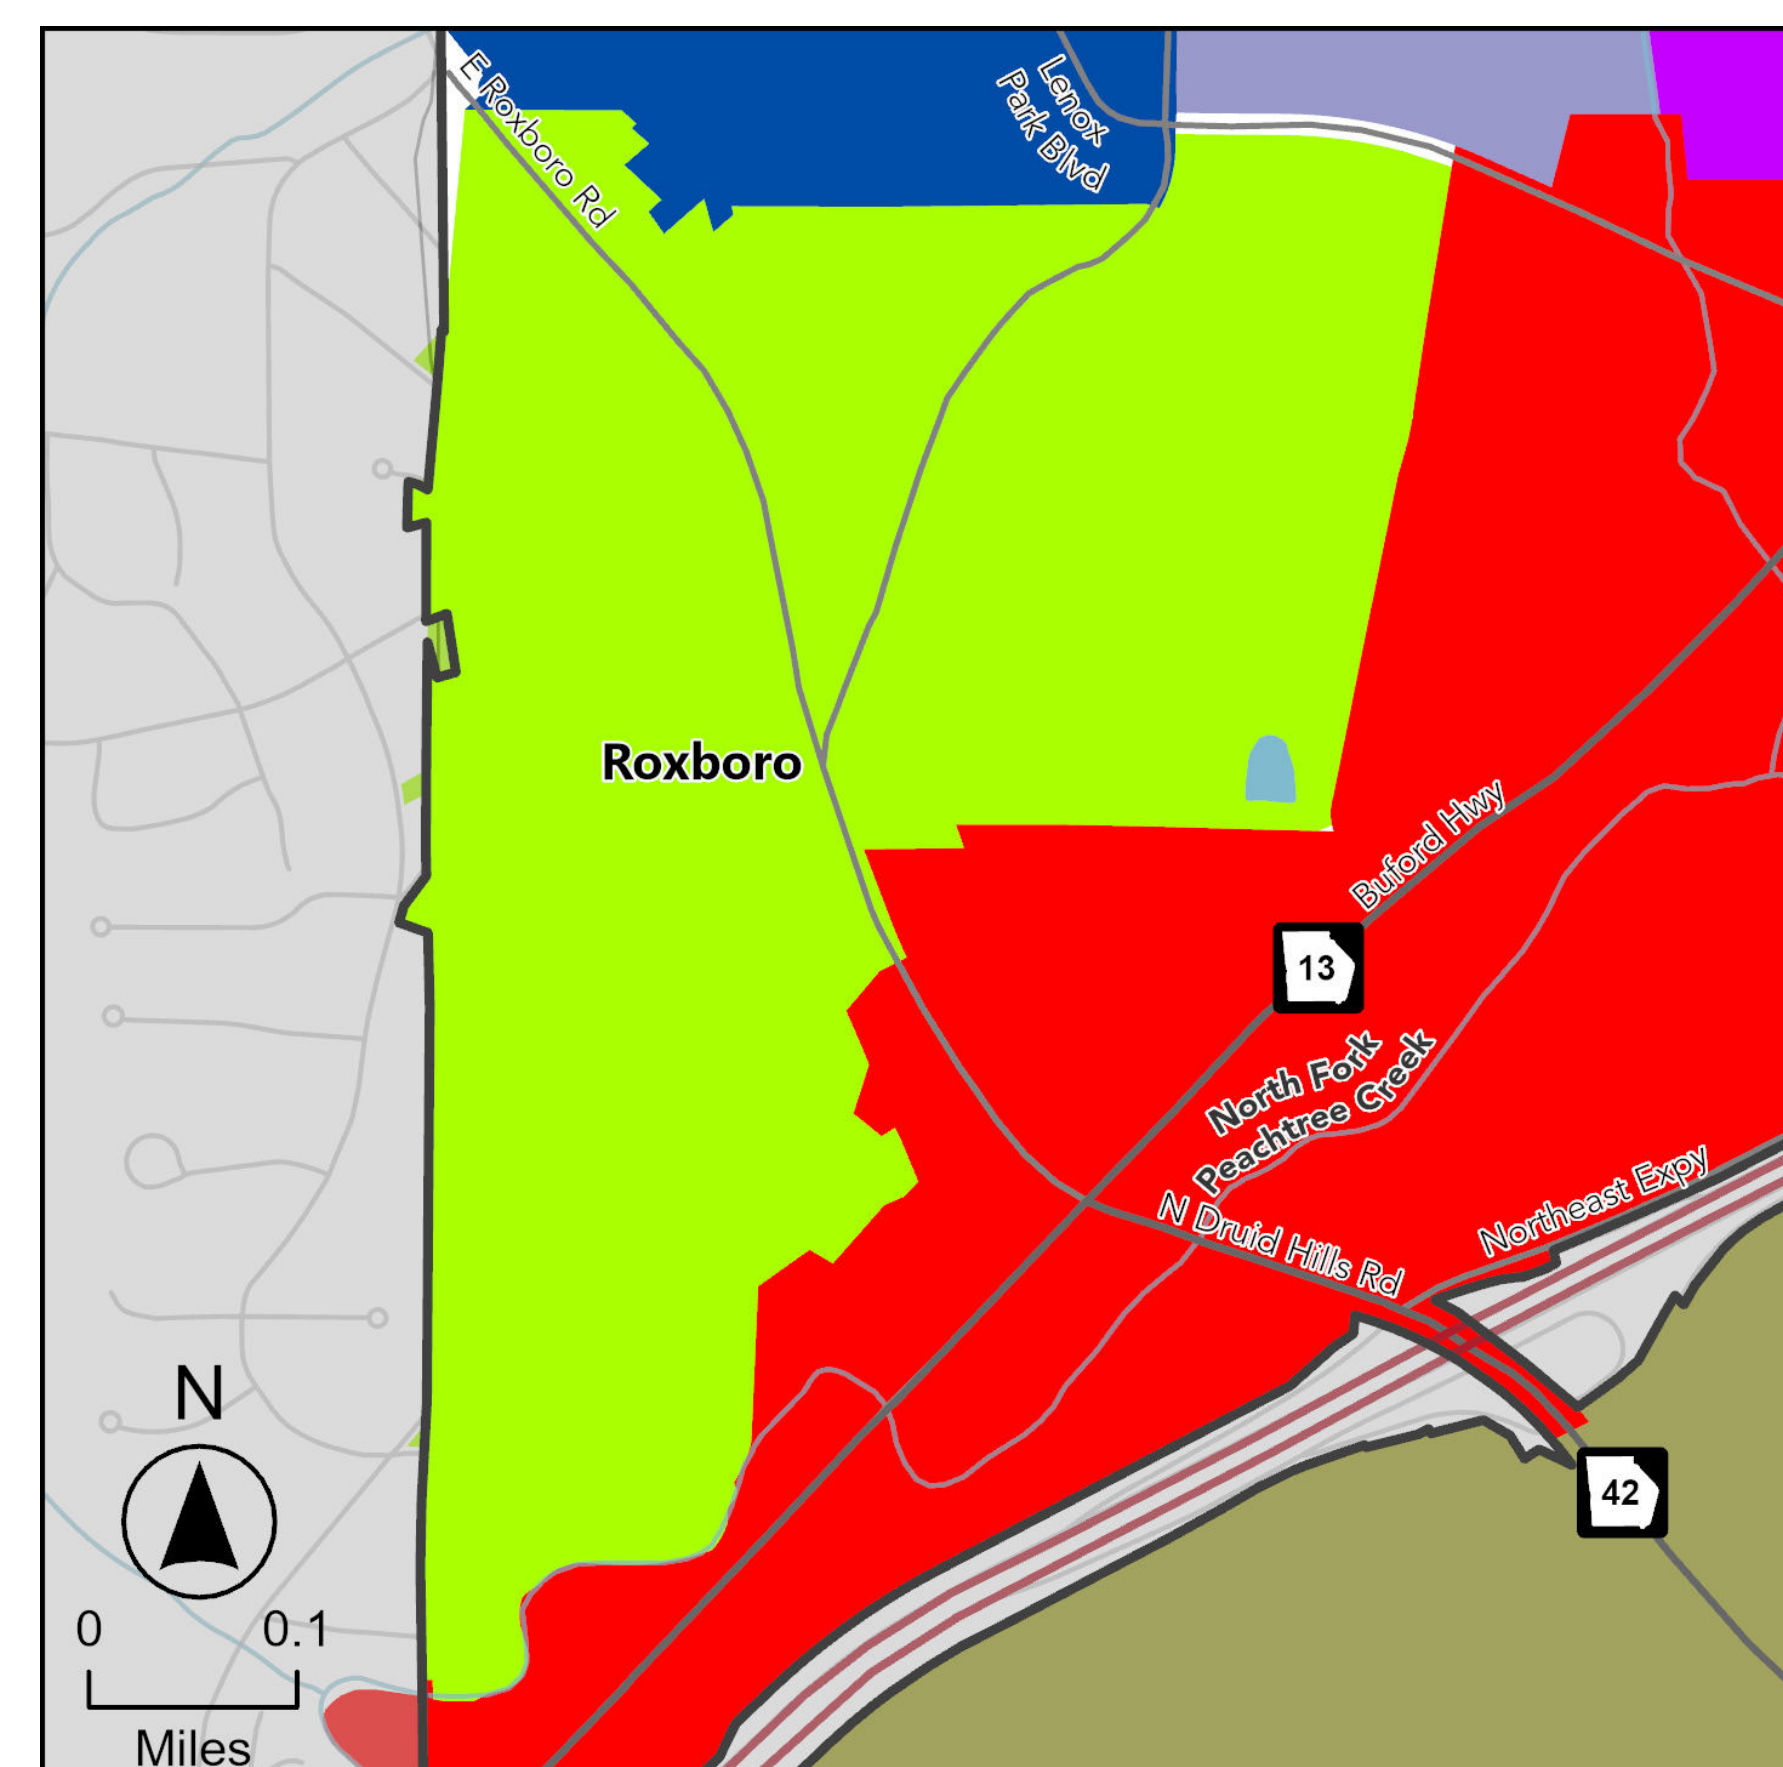 E Roxboro Rd
Lenox
Park Blvd
Roxboro
Buford Hwy
13
North Fork
Peachtree Creek
N Druid Hills Rd
Northeast Expy
42
N
0 0.1
Miles